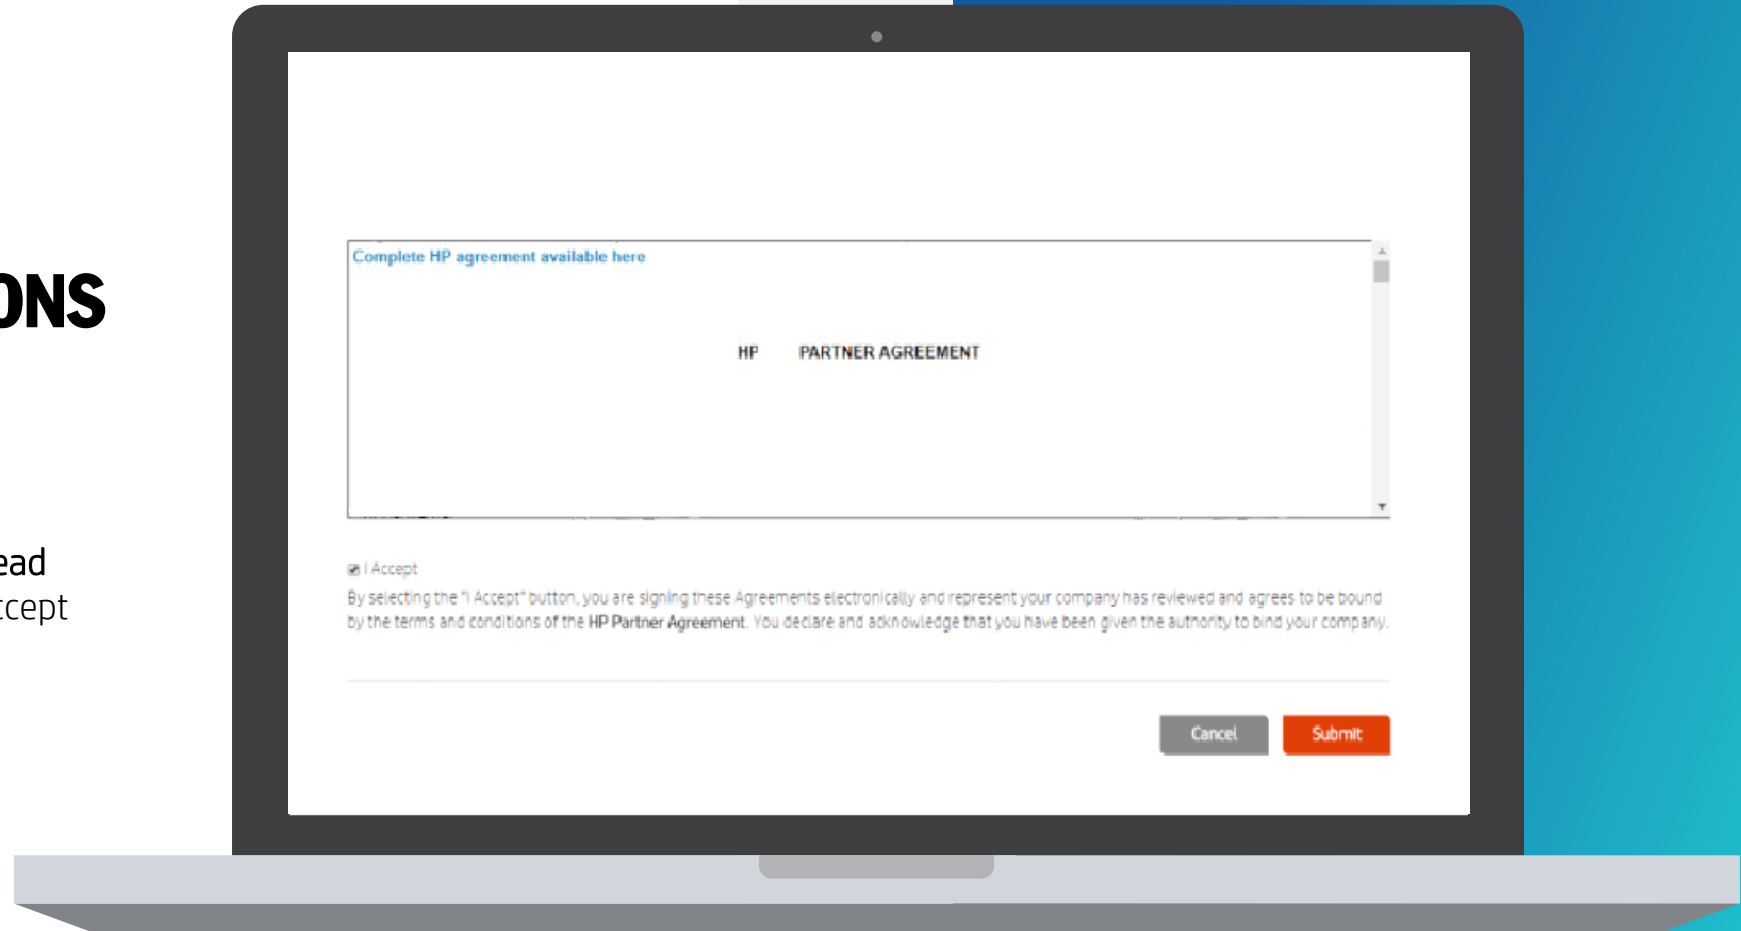 ONS
ead
ccept
Complete HP agreement available here
HP PARTNER AGREEMENT
I Accept
By selecting the "I Accept" button, you are signing these Agreements electronically and represent your company has reviewed and agrees to be bound
by the terms and conditions of the HP Partner Agreement. You declare and acknowledge that you have been given the authority to bind your company.
Cancel
Submit